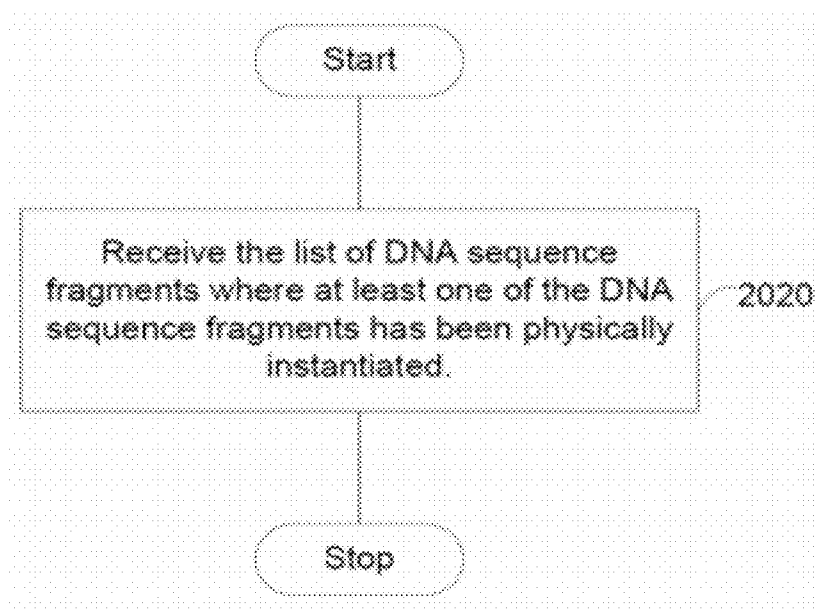 Start
Receive the list of DNA sequence
fragments where at least one of the DNA
sequence fragments has been physically
instantiated.
2020
Stop